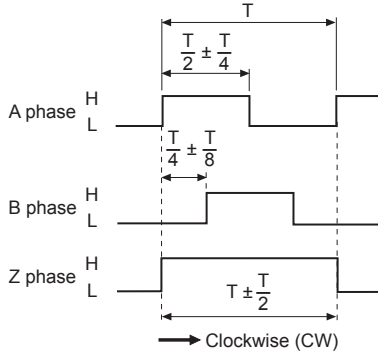 T
T/2 ± T/4
A phase H
L
T/4 ± T/8
B phase H
L
Z phase H
L
T ± T/2
Clockwise (CW)